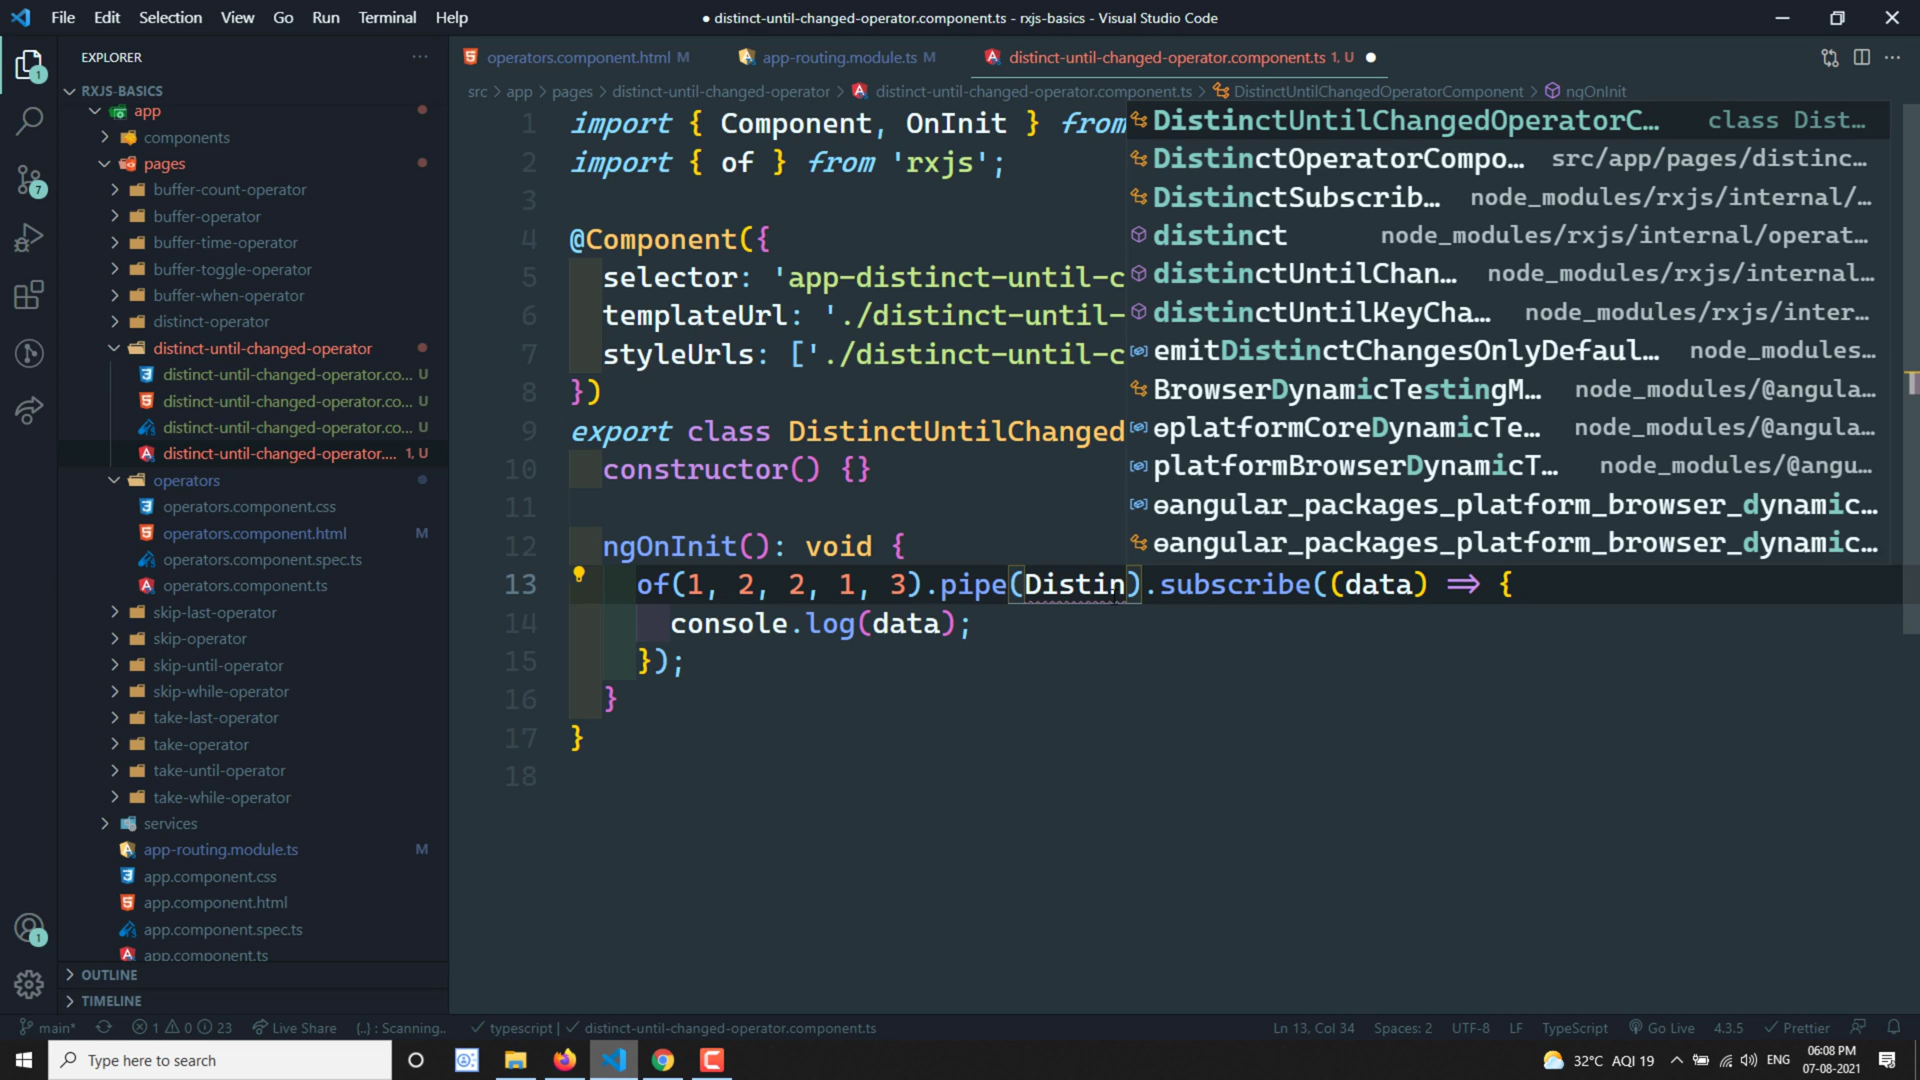 File Edit Selection View Go Run Terminal Help
● distinct-until-changed-operator.component.ts - rxjs-basics - Visual Studio Code
EXPLORER
RXJS-BASICS
app
components
pages
buffer-count-operator
buffer-operator
buffer-time-operator
buffer-toggle-operator
buffer-when-operator
distinct-operator
distinct-until-changed-operator
distinct-until-changed-operator.co... U
distinct-until-changed-operator.co... U
distinct-until-changed-operator.co... U
distinct-until-changed-operator.... 1, U
operators
operators.component.css
operators.component.html M
operators.component.spec.ts
operators.component.ts
skip-last-operator
skip-operator
skip-until-operator
skip-while-operator
take-last-operator
take-operator
take-until-operator
take-while-operator
services
app-routing.module.ts M
app.component.css
app.component.html
app.component.spec.ts
app.component.ts
OUTLINE
TIMELINE
operators.component.html M
app-routing.module.ts M
distinct-until-changed-operator.component.ts 1, U ●
src > app > pages > distinct-until-changed-operator > distinct-until-changed-operator.component.ts > DistinctUntilChangedOperatorComponent > ngOnInit
1 import { Component, OnInit } from
2 import { of } from 'rxjs';
3
4 @Component({
5 selector: 'app-distinct-until-c
6 templateUrl: './distinct-until-
7 styleUrls: ['./distinct-until-c
8 })
9 export class DistinctUntilChanged
10 constructor() {}
11
12 ngOnInit(): void {
13 of(1, 2, 2, 1, 3).pipe(Distin).subscribe((data) => {
14 console.log(data);
15 });
16 }
17 }
18
DistinctUntilChangedOperatorC... class Dist...
DistinctOperatorCompo... src/app/pages/distinc...
DistinctSubscrib... node_modules/rxjs/internal/...
distinct node_modules/rxjs/internal/operat...
distinctUntilChan... node_modules/rxjs/internal...
distinctUntilKeyCha... node_modules/rxjs/inter...
emitDistinctChangesOnlyDefaul... node_modules...
BrowserDynamicTestingM... node_modules/@angula...
ɵplatformCoreDynamicTe... node_modules/@angula...
platformBrowserDynamicT... node_modules/@angu...
ɵangular_packages_platform_browser_dynamic...
ɵangular_packages_platform_browser_dynamic...
main* 1 0 23 Live Share {..} : Scanning.. typescript | distinct-until-changed-operator.component.ts
Ln 13, Col 34 Spaces: 2 UTF-8 LF TypeScript Go Live 4.3.5 Prettier
Type here to search
32°C AQI 19 ENG
06:08 PM
07-08-2021